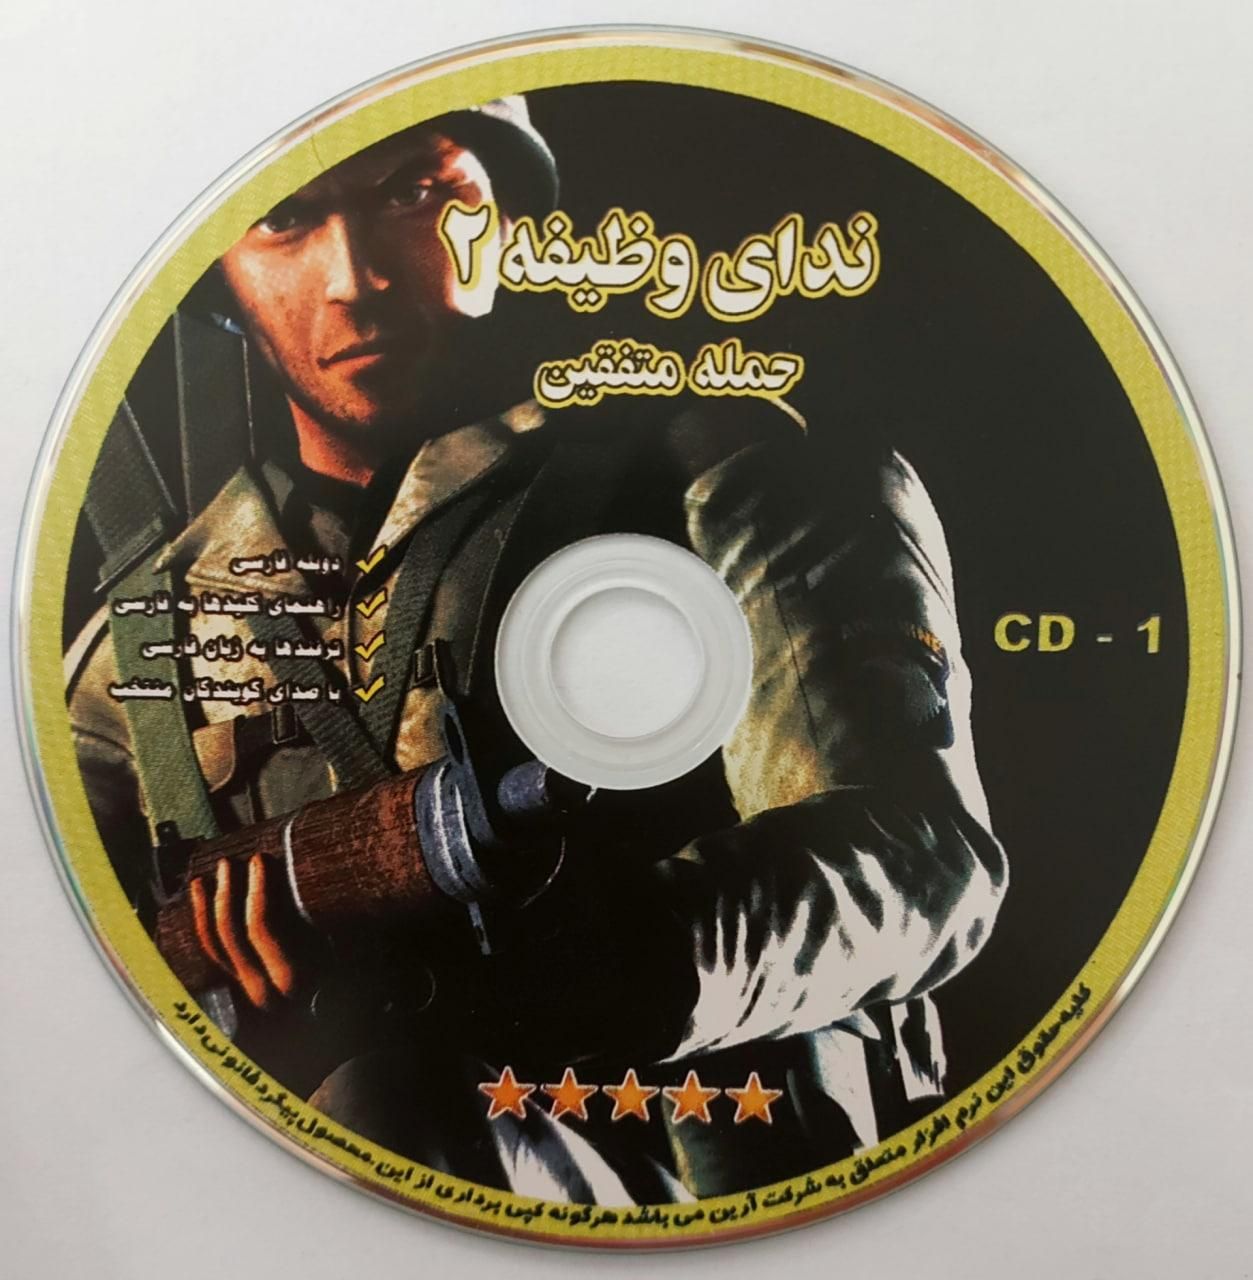 ندای وظیفه ۲
حمله متفقین
دوبله فارسی
راهنمای کلیدها به فارسی
ترفندها به زبان فارسی
با صدای گویندگان منتخب
CD - 1
کلیه حقوق این نرم افزار متعلق به شرکت آرین می باشد هرگونه کپی برداری از این محصول پیگرد قانونی دارد